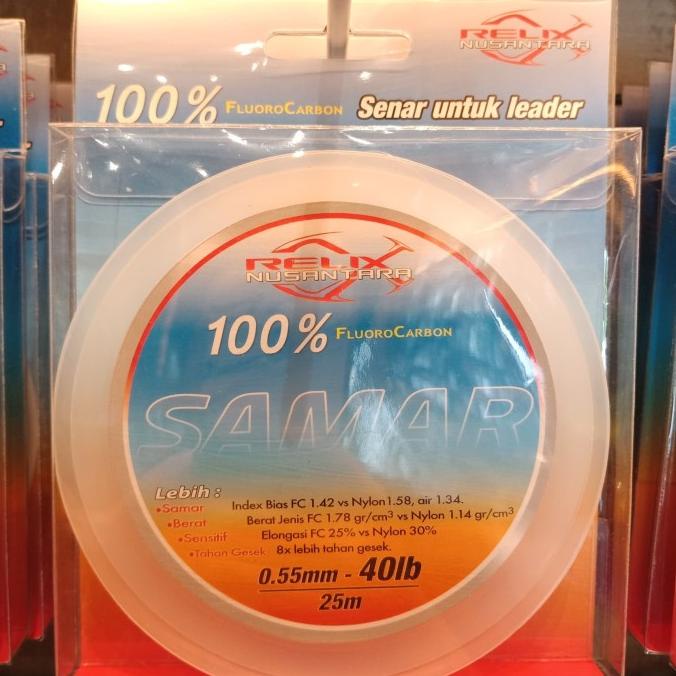 RELIX
NUSANTARA
100% FLUOROCARBON Senar untuk leader
RELIX
NUSANTARA
100% FLUOROCARBON
SAMAR
Lebih :
•Samar Index Bias FC 1.42 vs Nylon1.58, air 1.34.
•Berat Berat Jenis FC 1.78 gr/cm³ vs Nylon 1.14 gr/cm³
•Sensitif Elongasi FC 25% vs Nylon 30%
•Tahan Gesek 8x lebih tahan gesek.
0.55mm - 40lb
25m